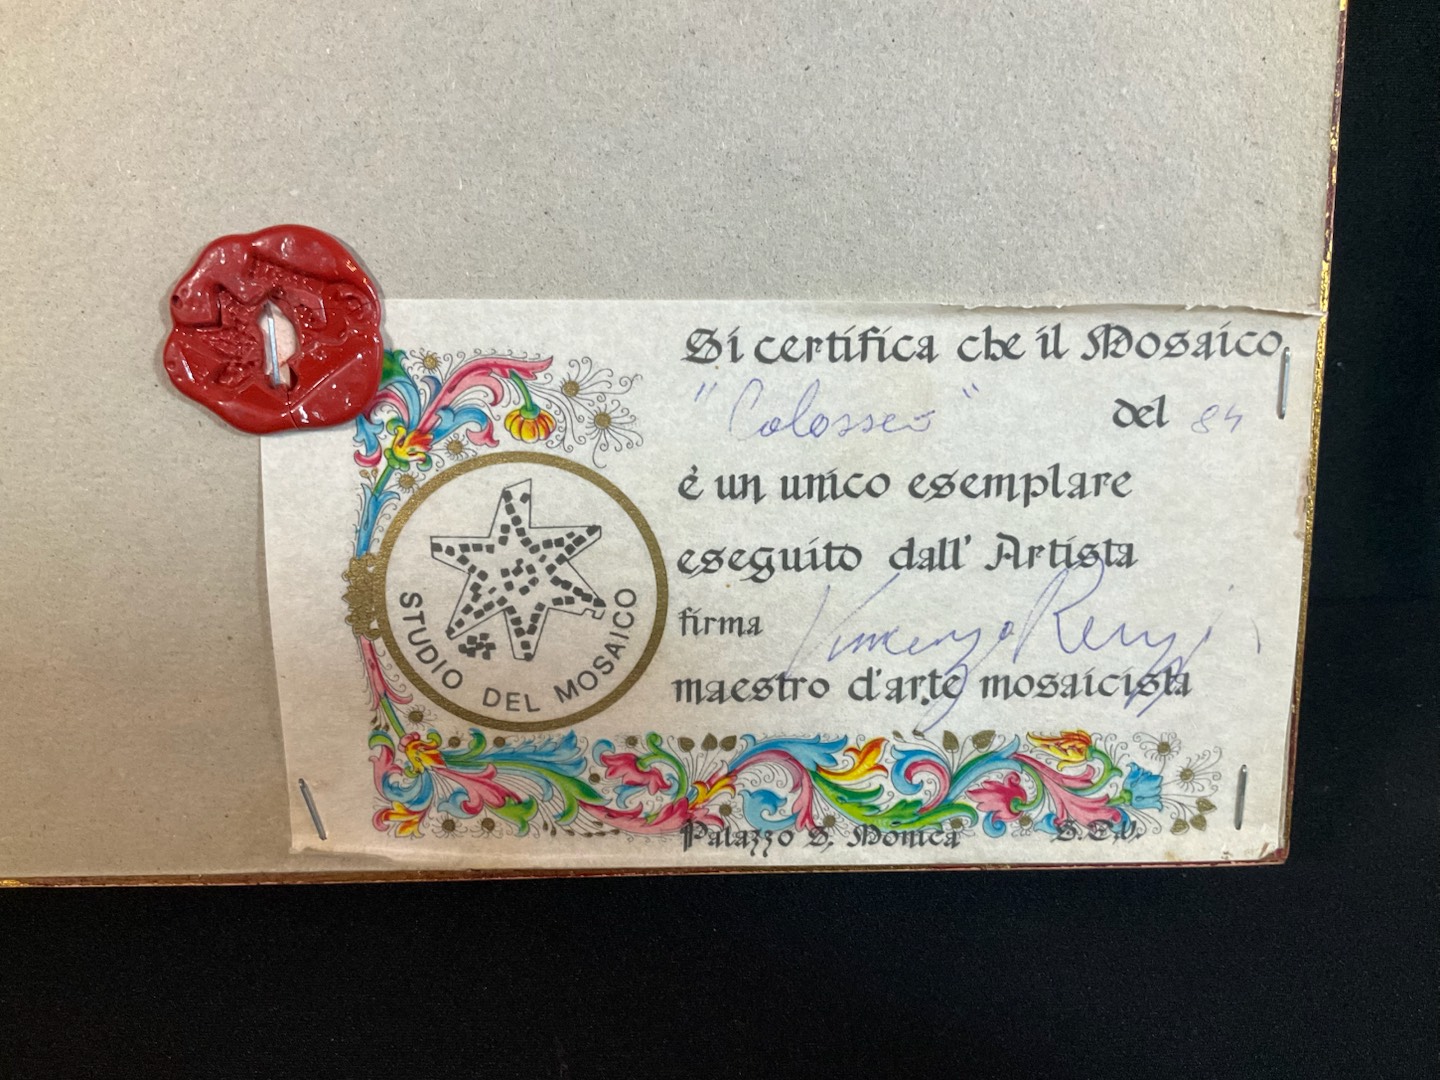 Si certifica che il Mosaico
"Colosseo" del 84
è un unico esemplare
eseguito dall' Artista
firma Vincenzo
maestro d'arte mosaicista
STUDIO DEL MOSAICO
Palazzo S. Monica